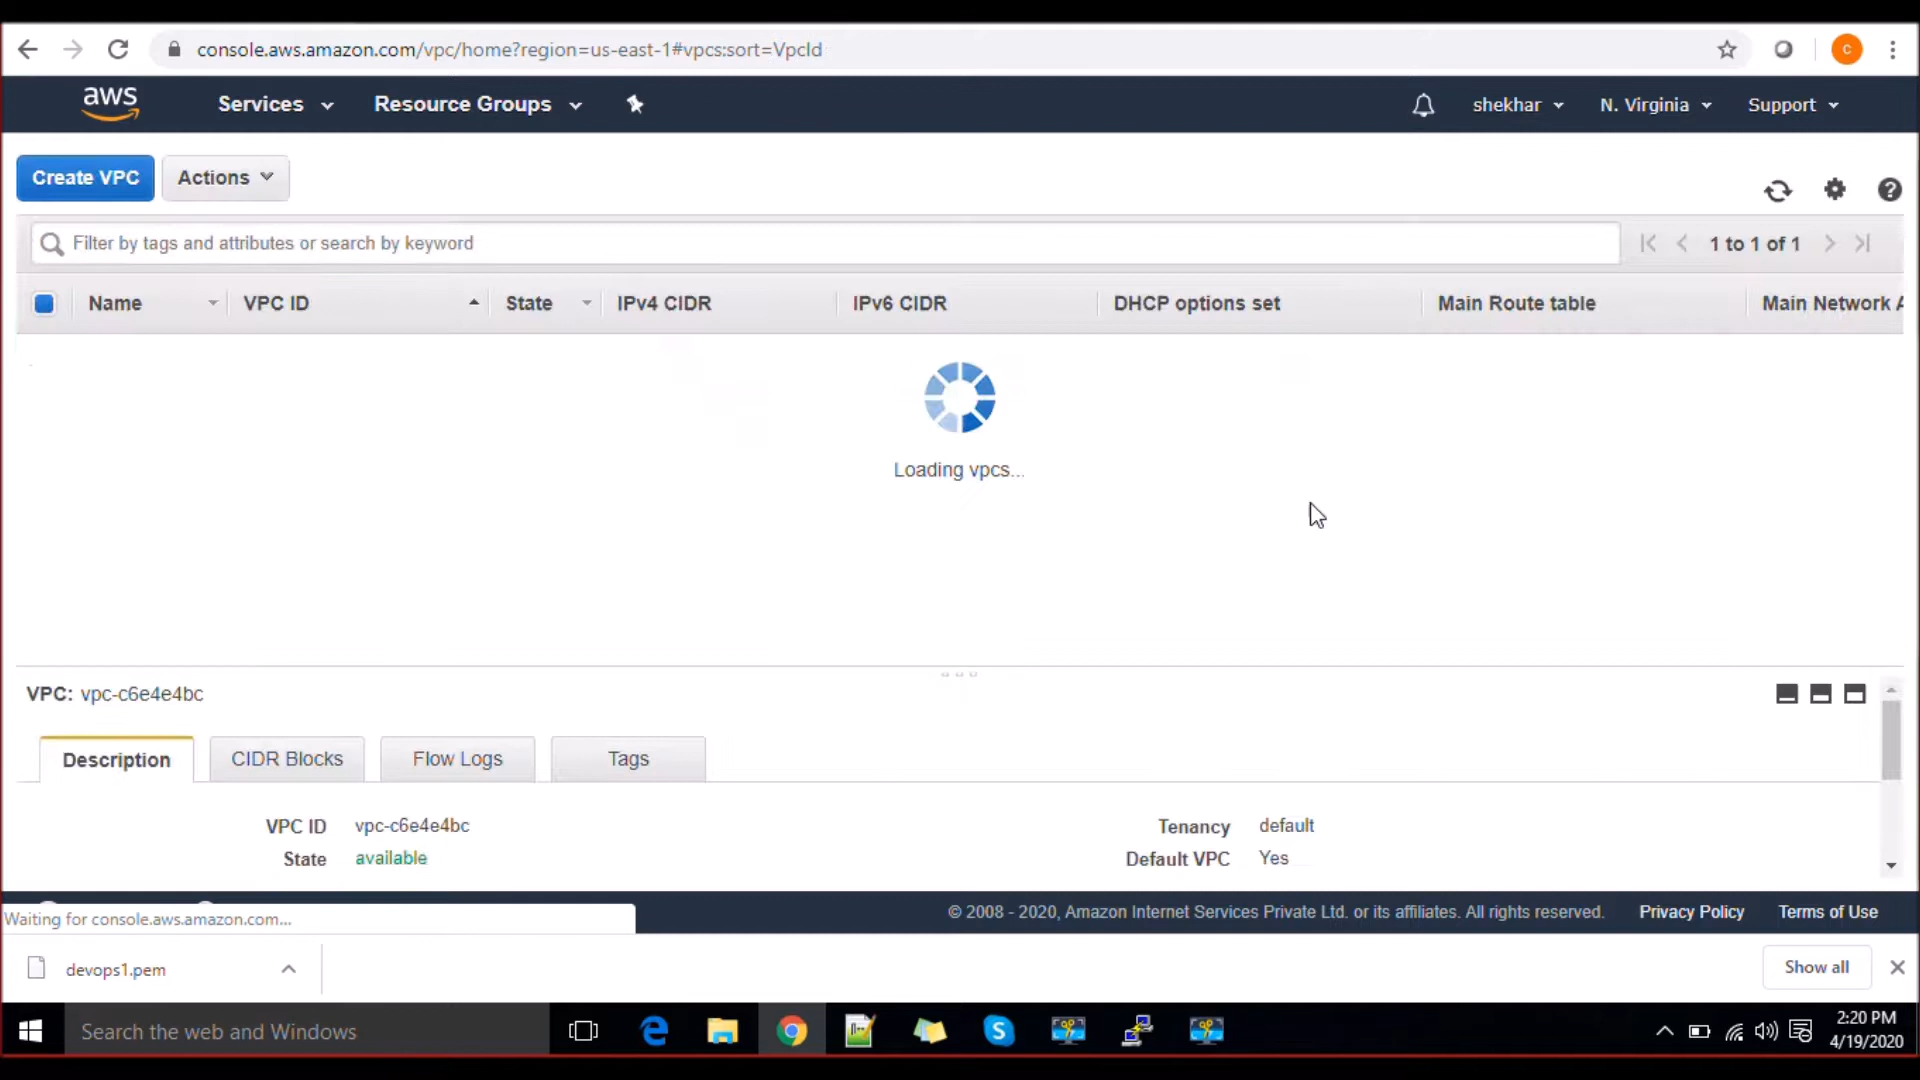 console.aws.amazon.com/vpc/home?region=us-east-1#vpcs:sort=VpcId
C
aws
Services
Resource Groups
shekhar
N. Virginia
Support
Create VPC
Actions
Filter by tags and attributes or search by keyword
1 to 1 of 1
Name
VPC ID
State
IPv4 CIDR
IPv6 CIDR
DHCP options set
Main Route table
Main Network A
Loading vpcs...
VPC: vpc-c6e4e4bc
Description
CIDR Blocks
Flow Logs
Tags
VPC ID vpc-c6e4e4bc
Tenancy default
State available
Default VPC Yes
Waiting for console.aws.amazon.com...
© 2008 - 2020, Amazon Internet Services Private Ltd. or its affiliates. All rights reserved.
Privacy Policy
Terms of Use
devops1.pem
Show all
Search the web and Windows
2:20 PM
4/19/2020